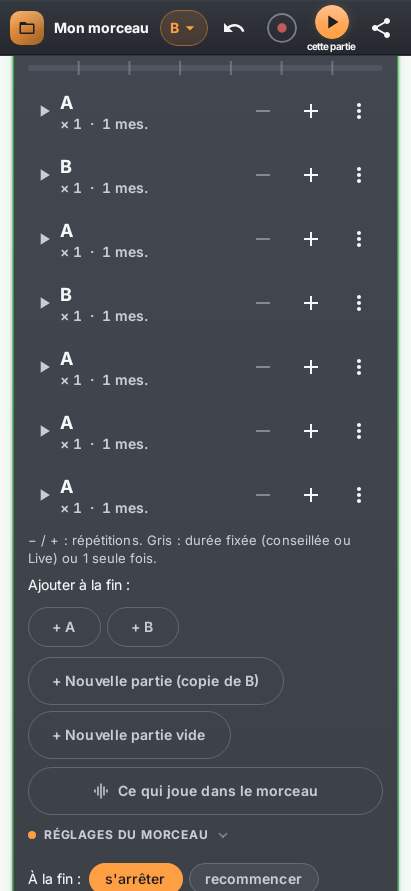 Mon morceau
B
cette partie
A
× 1 · 1 mes.
B
× 1 · 1 mes.
A
× 1 · 1 mes.
B
× 1 · 1 mes.
A
× 1 · 1 mes.
A
× 1 · 1 mes.
A
× 1 · 1 mes.
− / + : répétitions. Gris : durée fixée (conseillée ou
Live) ou 1 seule fois.
Ajouter à la fin :
+ A
+ B
+ Nouvelle partie (copie de B)
+ Nouvelle partie vide
Ce qui joue dans le morceau
RÉGLAGES DU MORCEAU
À la fin : s'arrêter recommencer